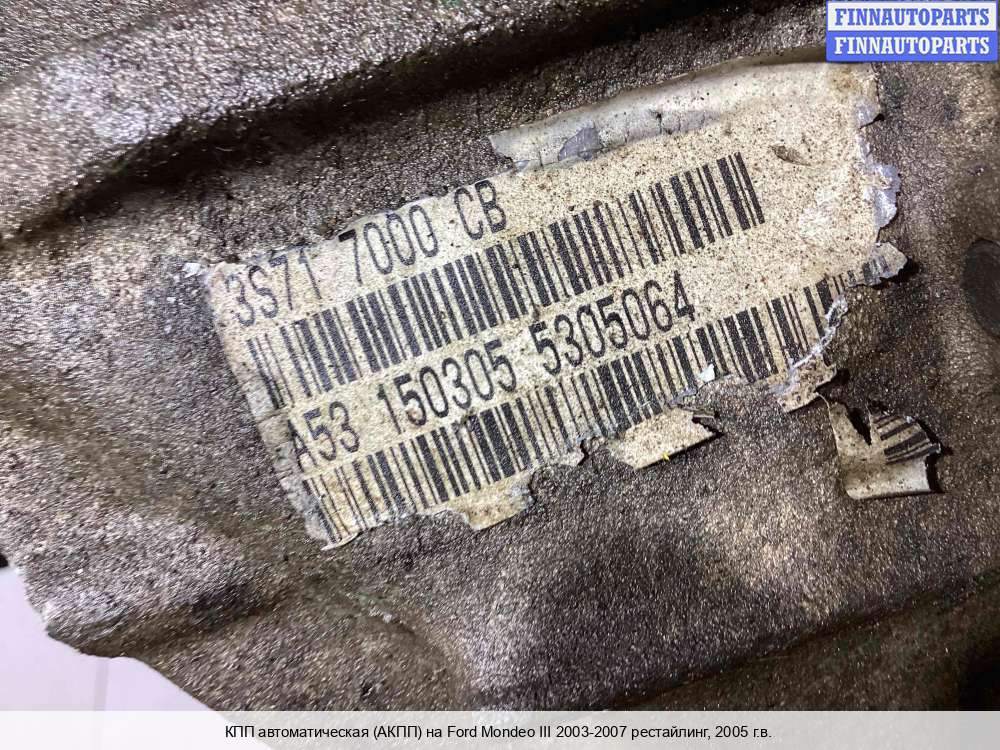 FINNAUTOPARTS
FINNAUTOPARTS
3S71 7000 CB
A53 150305 5305064
КПП автоматическая (АКПП) на Ford Mondeo III 2003-2007 рестайлинг, 2005 г.в.